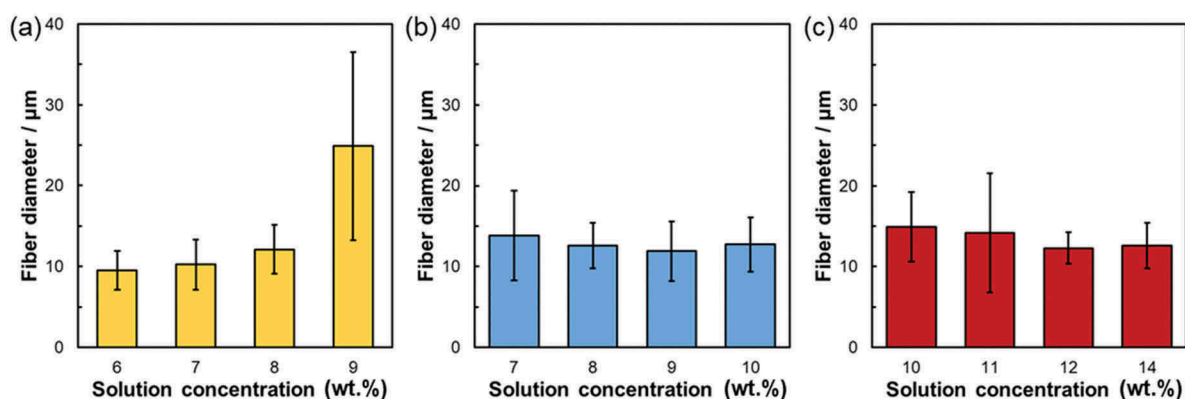 (a)
Fiber diameter / µm
40
30
20
10
0
6 7 8 9
Solution concentration (wt.%)
(b)
Fiber diameter / µm
40
30
20
10
0
7 8 9 10
Solution concentration (wt.%)
(c)
Fiber diameter / µm
40
30
20
10
0
10 11 12 14
Solution concentration (wt.%)